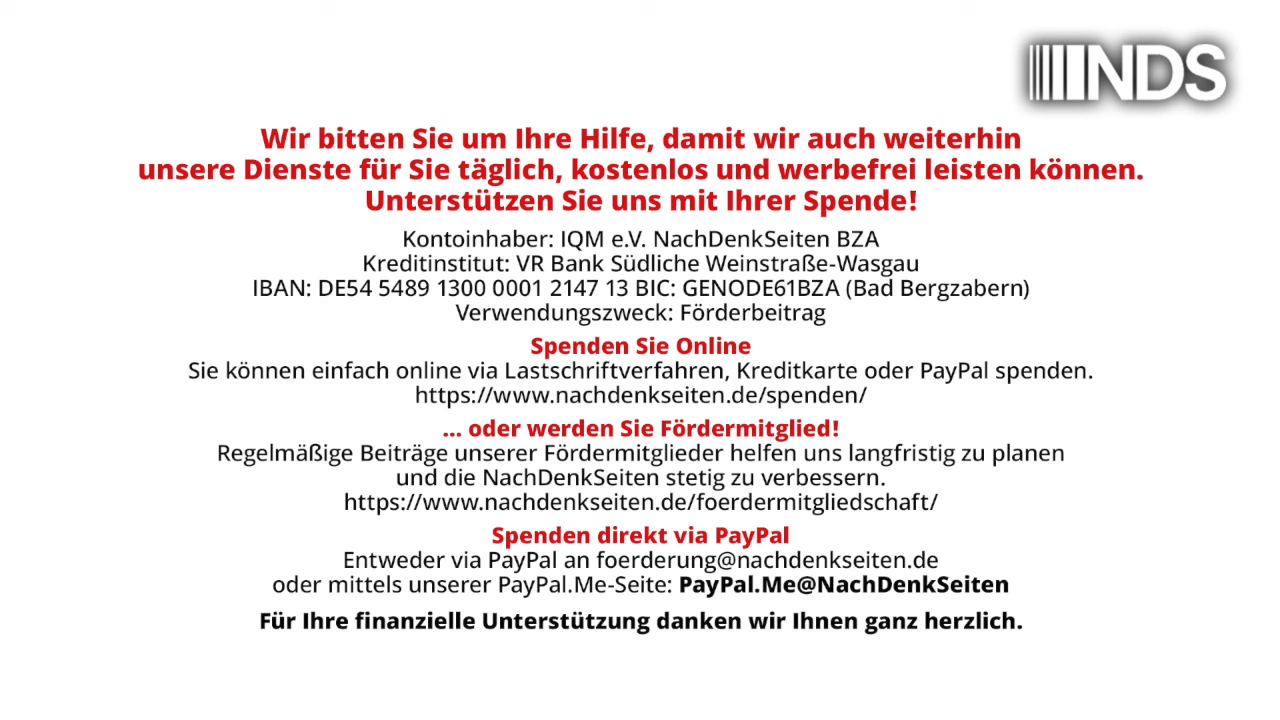 NDS
Wir bitten Sie um Ihre Hilfe, damit wir auch weiterhin
unsere Dienste für Sie täglich, kostenlos und werbefrei leisten können.
Unterstützen Sie uns mit Ihrer Spende!
Kontoinhaber: IQM e.V. NachDenkSeiten BZA
Kreditinstitut: VR Bank Südliche Weinstraße-Wasgau
IBAN: DE54 5489 1300 0001 2147 13 BIC: GENODE61BZA (Bad Bergzabern)
Verwendungszweck: Förderbeitrag
Spenden Sie Online
Sie können einfach online via Lastschriftverfahren, Kreditkarte oder PayPal spenden.
https://www.nachdenkseiten.de/spenden/
... oder werden Sie Fördermitglied!
Regelmäßige Beiträge unserer Fördermitglieder helfen uns langfristig zu planen
und die NachDenkSeiten stetig zu verbessern.
https://www.nachdenkseiten.de/foerdermitgliedschaft/
Spenden direkt via PayPal
Entweder via PayPal an foerderung@nachdenkseiten.de
oder mittels unserer PayPal.Me-Seite: PayPal.Me@NachDenkSeiten
Für Ihre finanzielle Unterstützung danken wir Ihnen ganz herzlich.